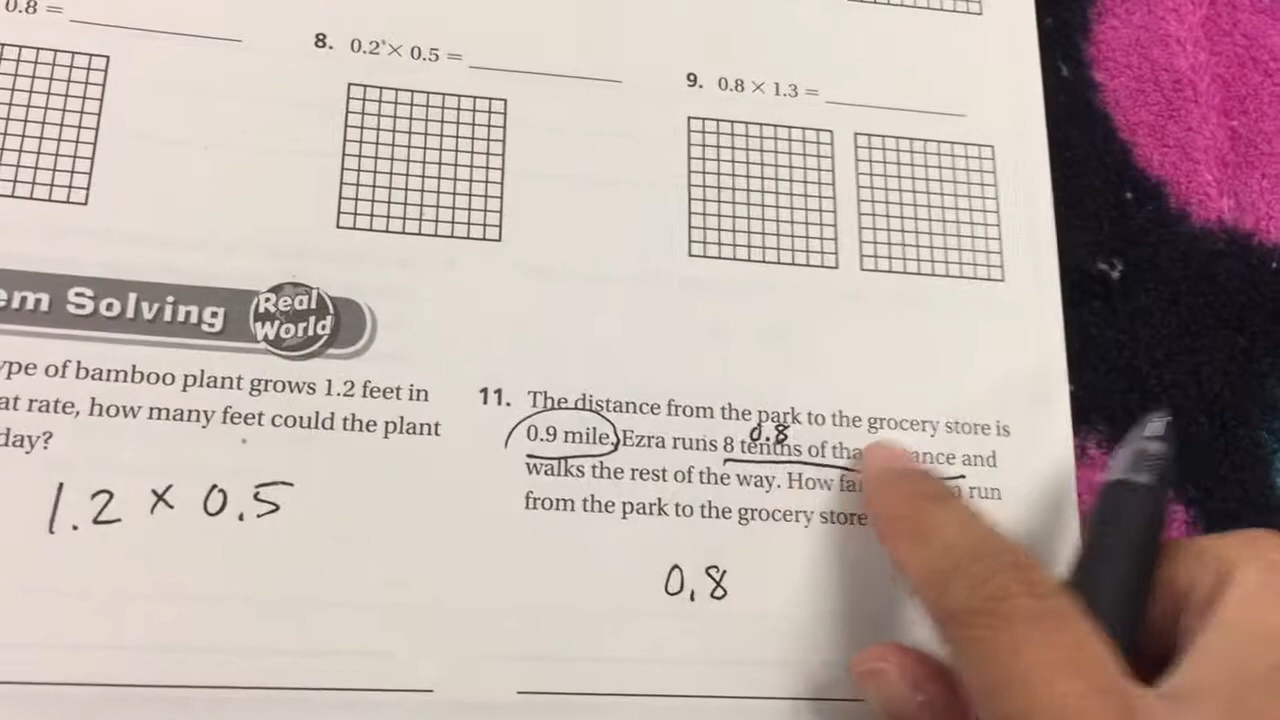 0.8 =
8. 0.2 × 0.5 =
9. 0.8 × 1.3 =
em Solving
Real World
ype of bamboo plant grows 1.2 feet in
at rate, how many feet could the plant
day?
1.2 × 0.5
11. The distance from the park to the grocery store is
0.8
0.9 mile. Ezra runs 8 tenths of tha ance and
walks the rest of the way. How fa run
from the park to the grocery store
0.8